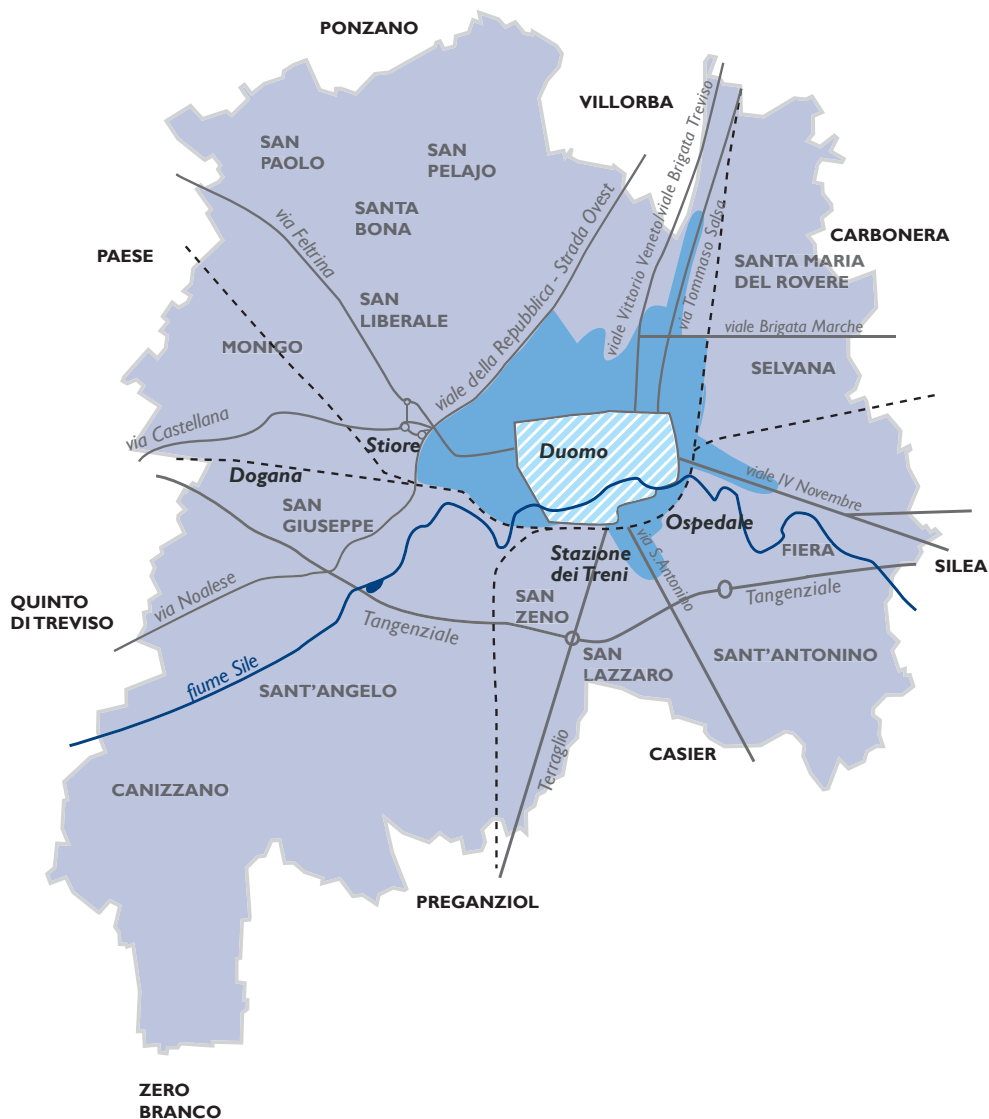 PONZANO
VILLORBA
SAN
PAOLO
SAN
PELAJO
SANTA
BONA
via Feltrina
viale della Repubblica - Strada Ovest
viale Vittorio Veneto/viale Brigata Treviso
via Tommaso Salsa
CARBONERA
PAESE
SANTA MARIA
DEL ROVERE
SAN
LIBERALE
viale Brigata Marche
MONIGO
SELVANA
via Castellana
Stiore
Duomo
Dogana
viale IV Novembre
SAN
GIUSEPPE
Ospedale
Stazione
dei Treni
via S.Antonino
FIERA
SILEA
via Noalese
QUINTO
DI TREVISO
SAN
ZENO
Tangenziale
Tangenziale
fiume Sile
SANT'ANGELO
SAN
LAZZARO
SANT'ANTONINO
CASIER
Terraglio
CANIZZANO
PREGANZIOL
ZERO
BRANCO